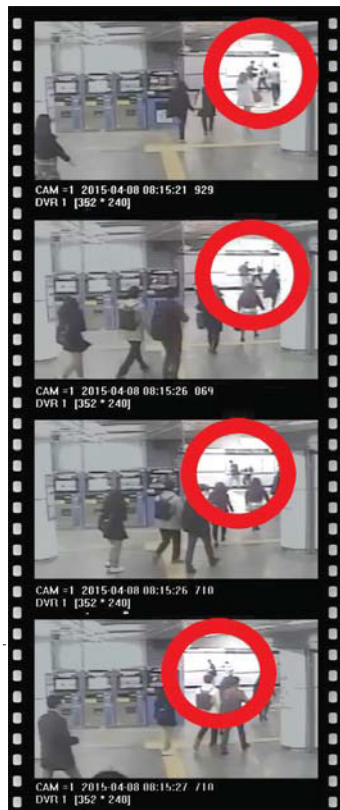 CAM =1 2015-04-08 08:15:21 929
DVR 1 [352 * 240]
CAM =1 2015-04-08 08:15:26 069
DVR 1 [352 * 240]
CAM =1 2015-04-08 08:15:26 710
DVR 1 [352 * 240]
CAM =1 2015-04-08 08:15:27 710
DVR 1 [352 * 240]